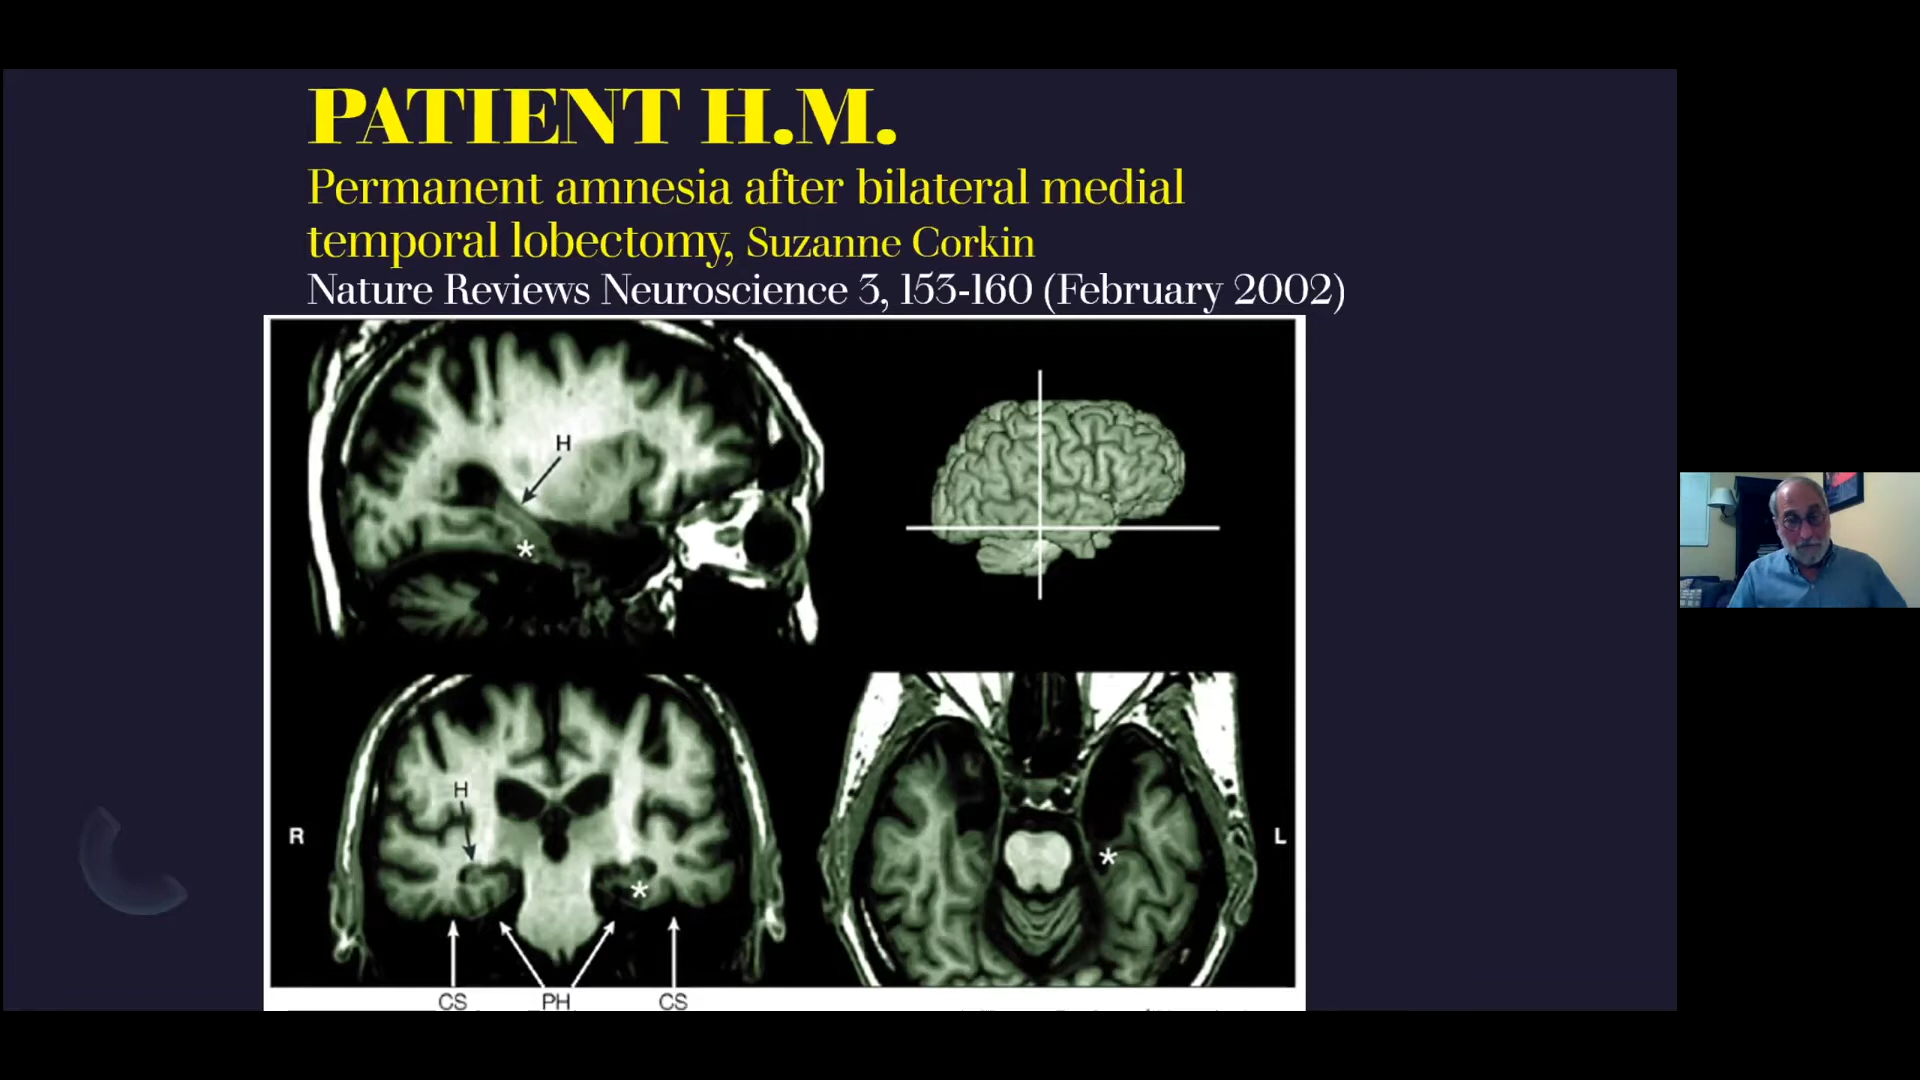 PATIENT H.M.
Permanent amnesia after bilateral medial
temporal lobectomy, Suzanne Corkin
Nature Reviews Neuroscience 3, 153-160 (February 2002)
H
*
H
R
*
*
L
CS
PH
CS